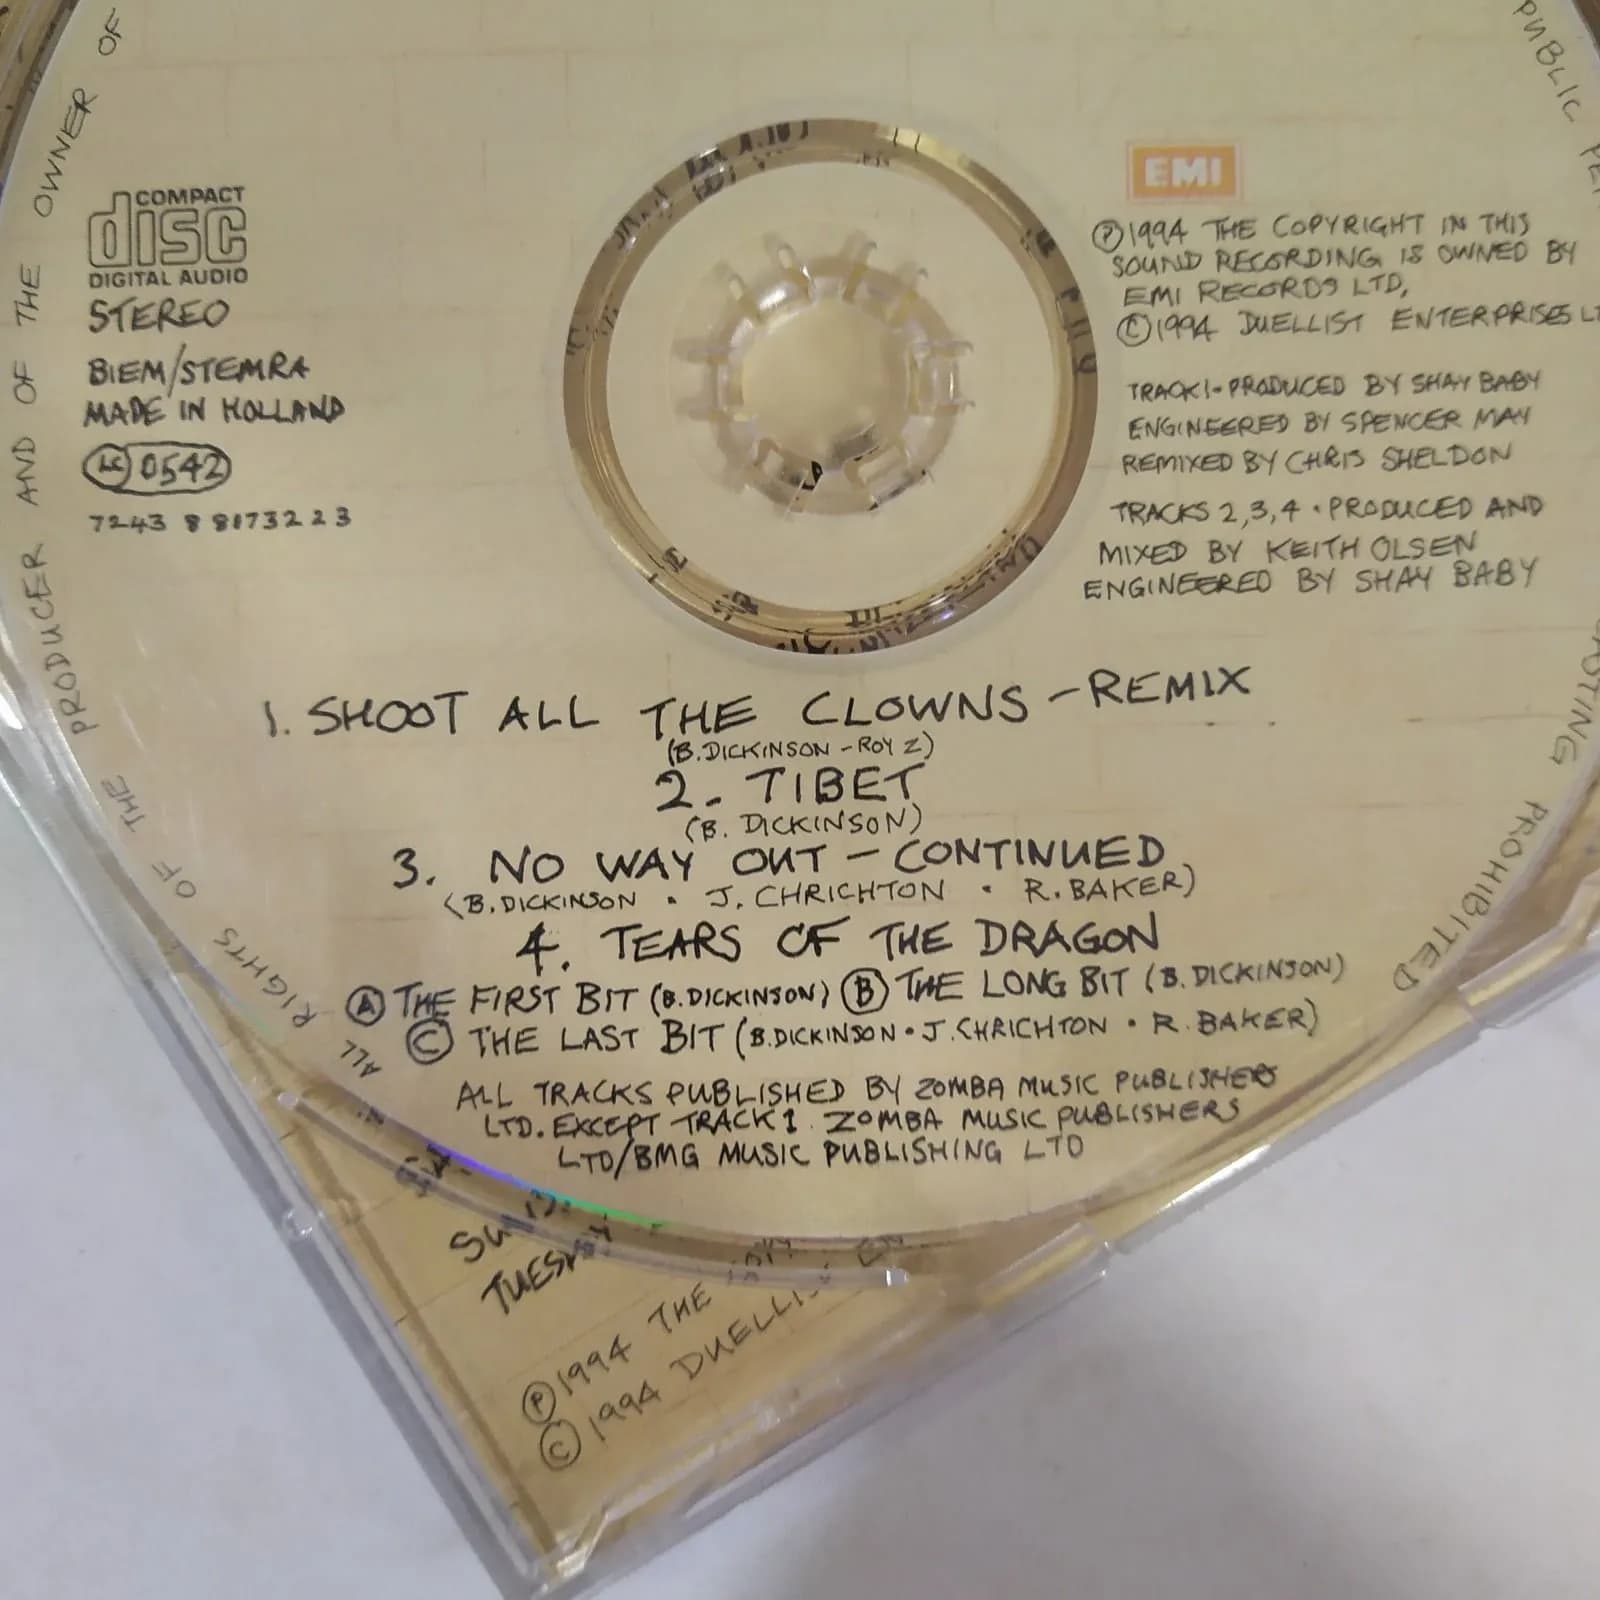 COMPACT
disc
DIGITAL AUDIO
STEREO
BIEM/STEMRA
MADE IN HOLLAND
LC 0542
7243 8 8173223
EMI
Ⓟ1994 THE COPYRIGHT IN THIS
SOUND RECORDING IS OWNED BY
EMI RECORDS LTD,
©1994 DUELLIST ENTERPRISES
TRACK 1 - PRODUCED BY SHAY BABY
ENGINEERED BY SPENCER MAY
REMIXED BY CHRIS SHELDON
TRACKS 2,3,4 · PRODUCED AND
MIXED BY KEITH OLSEN
ENGINEERED BY SHAY BABY
1. SHOOT ALL THE CLOWNS - REMIX
(B.DICKINSON - ROY Z)
2. TIBET
(B. DICKINSON)
3. NO WAY OUT - CONTINUED
(B.DICKINSON · J. CHRICHTON · R.BAKER)
4. TEARS OF THE DRAGON
Ⓐ THE FIRST BIT (B.DICKINSON) Ⓑ THE LONG BIT (B.DICKINSON)
Ⓒ THE LAST BIT (B.DICKINSON · J.CHRICHTON · R.BAKER)
ALL TRACKS PUBLISHED BY ZOMBA MUSIC PUBLISHERS
LTD. EXCEPT TRACK 1 ZOMBA MUSIC PUBLISHERS
LTD/BMG MUSIC PUBLISHING LTD
ALL RIGHTS OF THE PRODUCER AND OF THE OWNER OF
PUBLIC
PROHIBITED
Ⓟ1994 THE
©1994